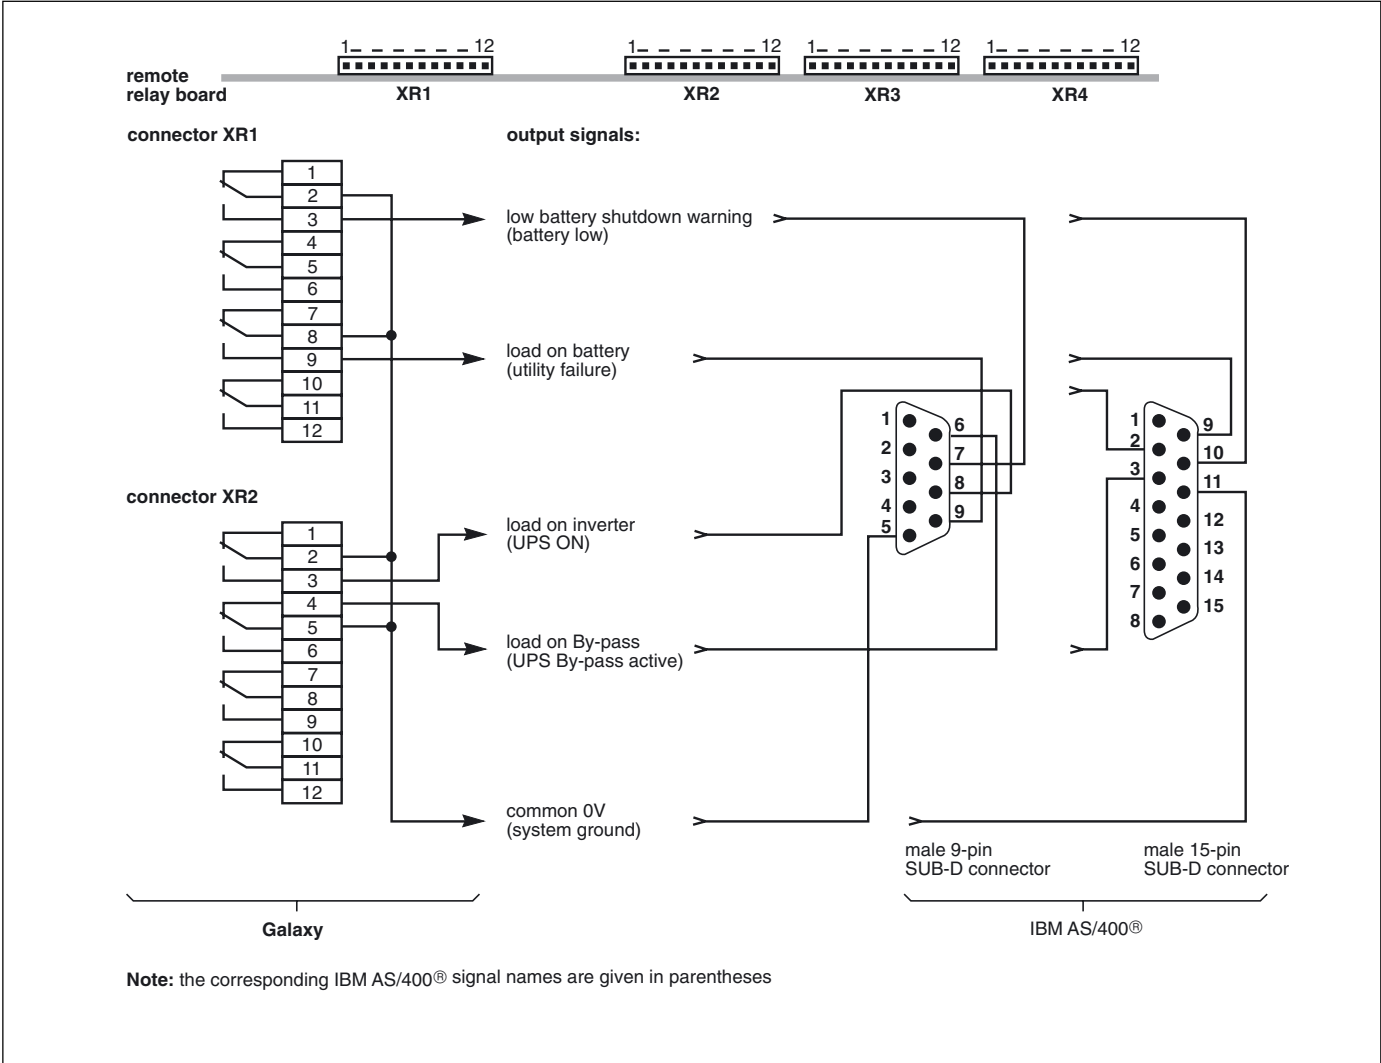 1 – – – – – – – 12 1 – – – – – – – 12 1 – – – – – – – 12 1 – – – – – – – 12
remote
relay board
XR1 XR2 XR3 XR4
connector XR1
output signals:
1
2
3
4
5
6
7
8
9
10
11
12
low battery shutdown warning
(battery low)
load on battery
(utility failure)
connector XR2
1
2
3
4
5
6
7
8
9
10
11
12
load on inverter
(UPS ON)
load on By-pass
(UPS By-pass active)
common 0V
(system ground)
1
2
3
4
5
6
7
8
9
1
2
3
4
5
6
7
8
9
10
11
12
13
14
15
male 9-pin
SUB-D connector
male 15-pin
SUB-D connector
Galaxy
IBM AS/400®
Note: the corresponding IBM AS/400® signal names are given in parentheses